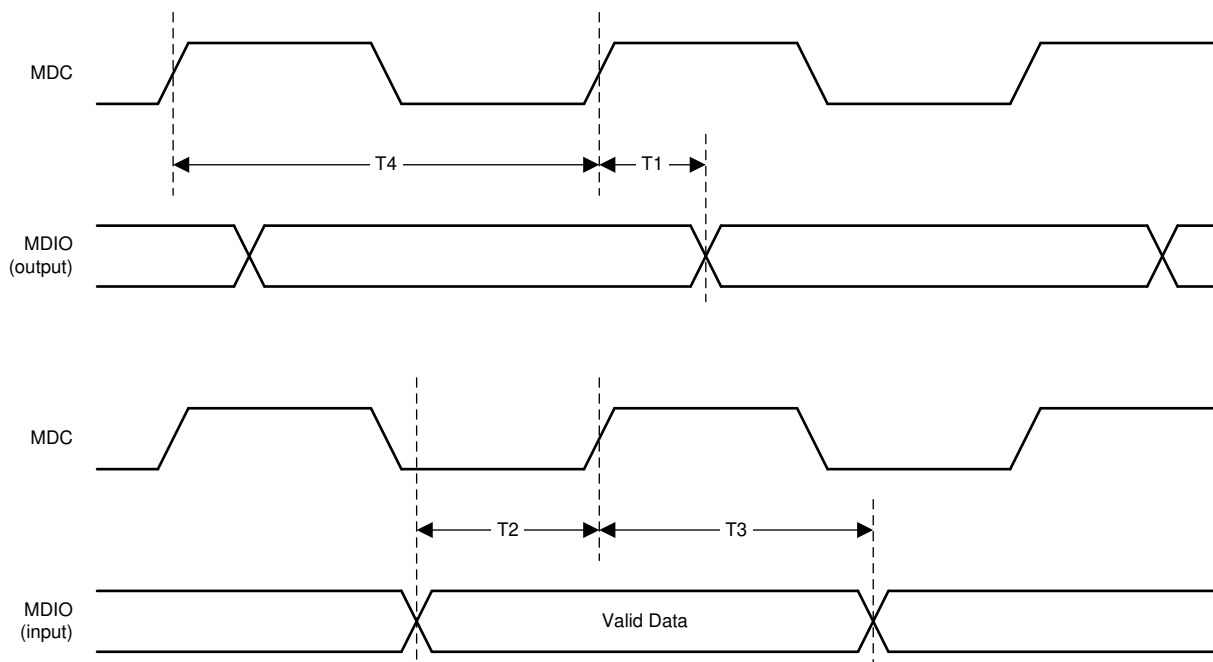 MDC
T4
T1
MDIO
(output)
MDC
T2
T3
MDIO
(input)
Valid Data